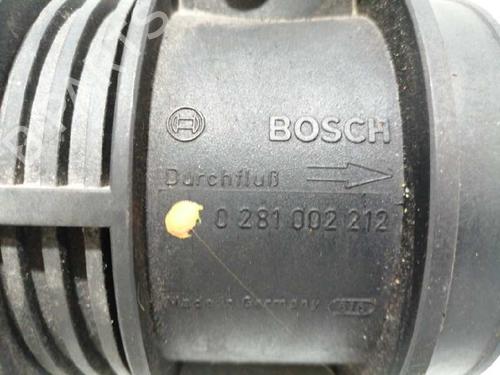 BOSCH
Durchfluß
0 281 002 212
Made in Germany